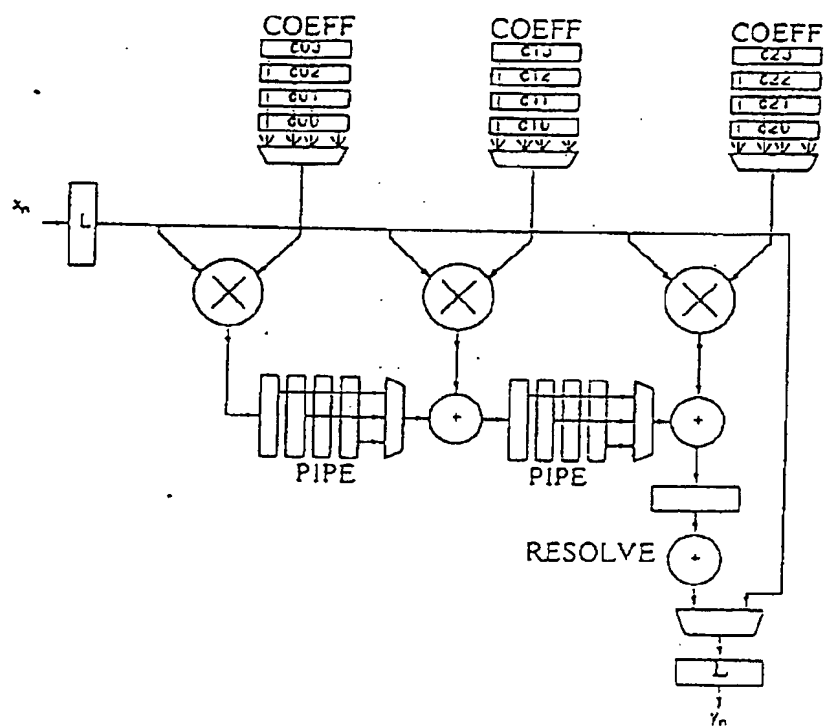 COEFF COEFF COEFF
C03 C13 C23
C02 C12 C22
C01 C11 C21
C00 C10 C20
xn L
X X X
+ +
PIPE PIPE
RESOLVE +
L
yn